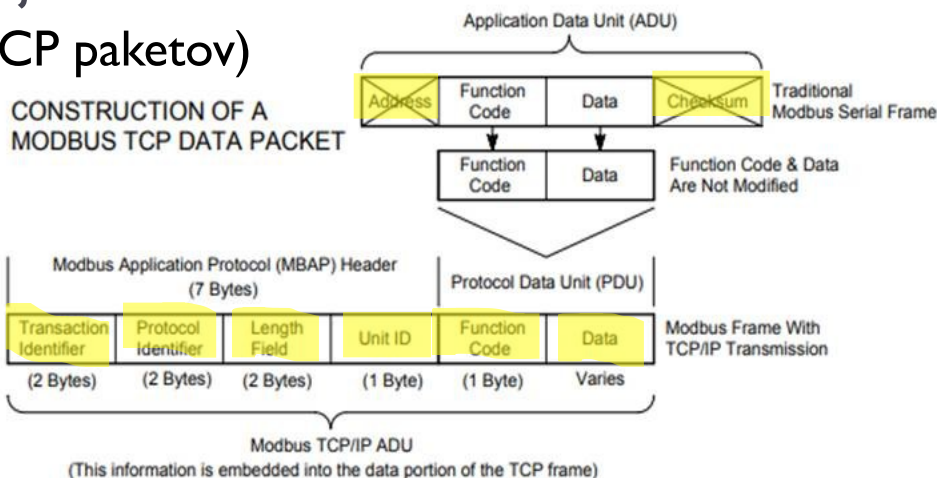 CP paketov)
CONSTRUCTION OF A
MODBUS TCP DATA PACKET
Application Data Unit (ADU)
Address
Function
Code
Data
Checksum
Traditional
Modbus Serial Frame
Function
Code
Data
Function Code & Data
Are Not Modified
Modbus Application Protocol (MBAP) Header
(7 Bytes)
Protocol Data Unit (PDU)
Transaction
Identifier
Protocol
Identifier
Length
Field
Unit ID
Function
Code
Data
Modbus Frame With
TCP/IP Transmission
(2 Bytes)
(2 Bytes)
(2 Bytes)
(1 Byte)
(1 Byte)
Varies
Modbus TCP/IP ADU
(This information is embedded into the data portion of the TCP frame)